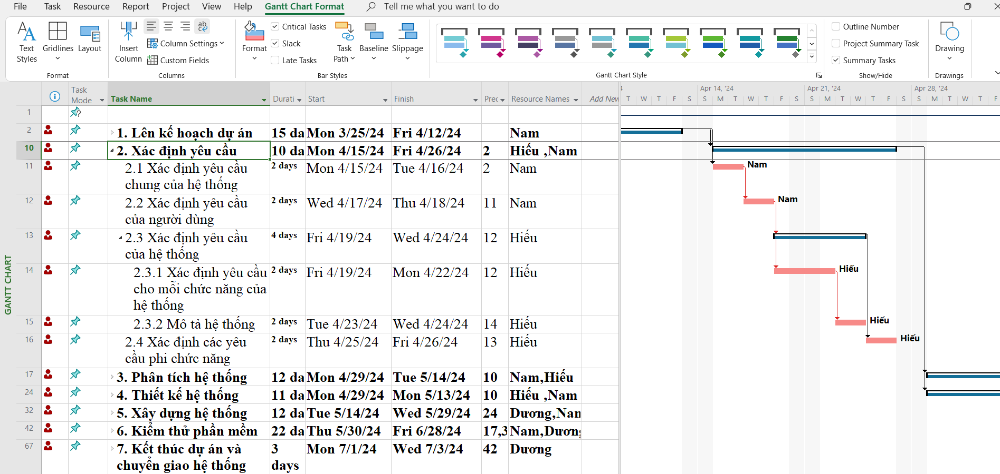 File Task Resource Report Project View Help Gantt Chart Format Tell me what you want to do
Text Styles
Gridlines
Layout
Format
Insert Column
Column Settings
Custom Fields
Columns
Format
Critical Tasks
Slack
Late Tasks
Task Path
Baseline
Slippage
Bar Styles
Gantt Chart Style
Outline Number
Project Summary Task
Summary Tasks
Show/Hide
Drawing
Drawings
GANTT CHART
Task Mode Task Name Durati Start Finish Prec Resource Names Add New
4 Apr 14, '24 Apr 21, '24 Apr 28, '24
T W T F S S M T W T F S S M T W T F S S M T W T F
1
2 1. Lên kế hoạch dự án 15 da Mon 3/25/24 Fri 4/12/24 Nam
10 2. Xác định yêu cầu 10 da Mon 4/15/24 Fri 4/26/24 2 Hiếu ,Nam
11 2.1 Xác định yêu cầu 2 days Mon 4/15/24 Tue 4/16/24 2 Nam Nam
chung của hệ thống
12 2.2 Xác định yêu cầu 2 days Wed 4/17/24 Thu 4/18/24 11 Nam Nam
của người dùng
13 2.3 Xác định yêu cầu 4 days Fri 4/19/24 Wed 4/24/24 12 Hiếu
của hệ thống
14 2.3.1 Xác định yêu cầu 2 days Fri 4/19/24 Mon 4/22/24 12 Hiếu Hiếu
cho mỗi chức năng của
hệ thống
15 2.3.2 Mô tả hệ thống 2 days Tue 4/23/24 Wed 4/24/24 14 Hiếu Hiếu
16 2.4 Xác định các yêu 2 days Thu 4/25/24 Fri 4/26/24 13 Hiếu Hiếu
cầu phi chức năng
17 3. Phân tích hệ thống 12 da Mon 4/29/24 Tue 5/14/24 10 Nam,Hiếu
24 4. Thiết kế hệ thống 11 da Mon 4/29/24 Mon 5/13/24 10 Hiếu ,Nam
32 5. Xây dựng hệ thống 12 da Tue 5/14/24 Wed 5/29/24 24 Dương,Nam
42 6. Kiểm thử phần mềm 22 da Thu 5/30/24 Fri 6/28/24 17,3 Nam,Dương
67 7. Kết thúc dự án và 3 Mon 7/1/24 Wed 7/3/24 42 Dương
chuyển giao hệ thống days